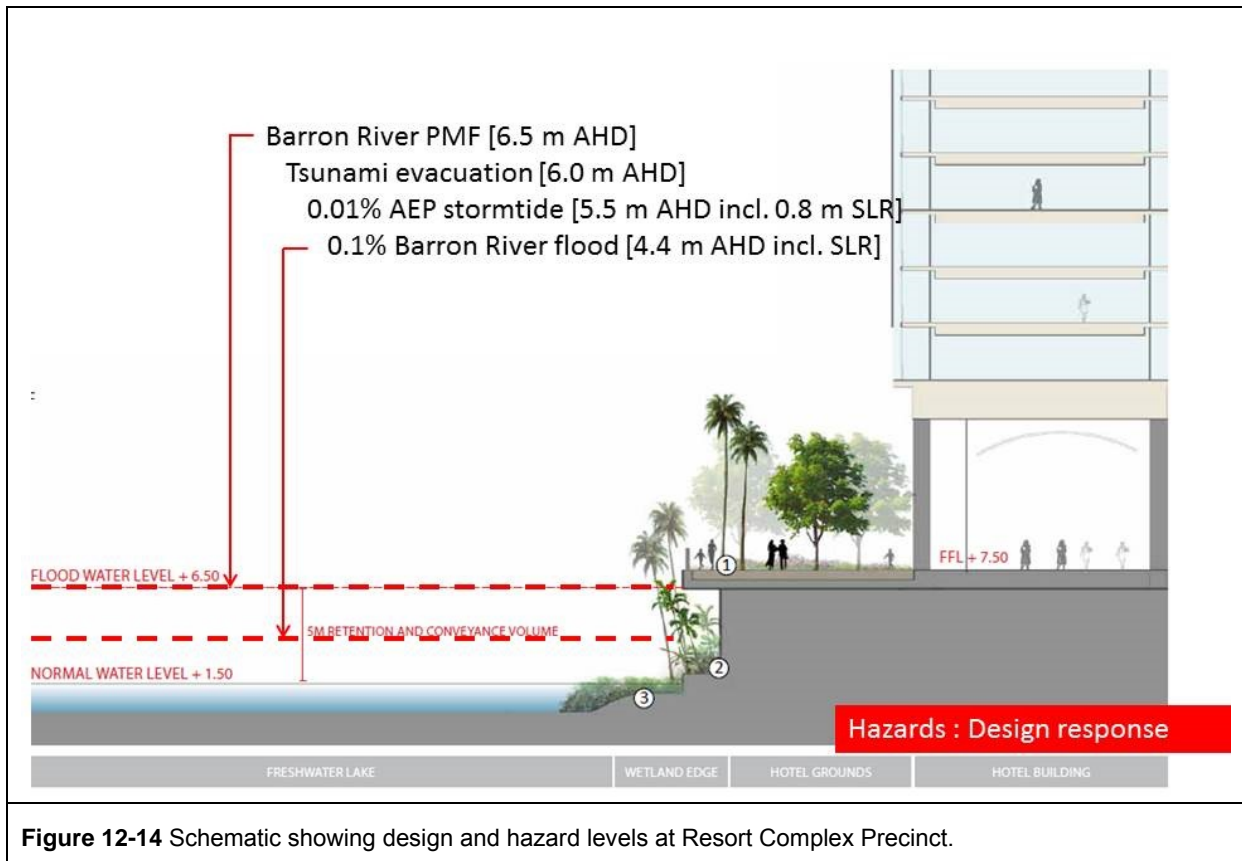 Barron River PMF [6.5 m AHD]
Tsunami evacuation [6.0 m AHD]
0.01% AEP stormtide [5.5 m AHD incl. 0.8 m SLR]
0.1% Barron River flood [4.4 m AHD incl. SLR]
FLOOD WATER LEVEL + 6.50
1
FFL + 7.50
5M RETENTION AND CONVEYANCE VOLUME
NORMAL WATER LEVEL + 1.50
2
3
Hazards : Design response
FRESHWATER LAKE
WETLAND EDGE
HOTEL GROUNDS
HOTEL BUILDING
Figure 12-14 Schematic showing design and hazard levels at Resort Complex Precinct.